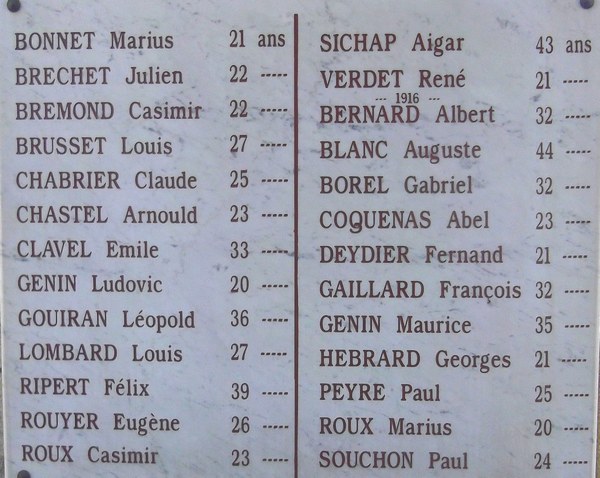 BONNET Marius 21 ans
BRECHET Julien 22 -----
BREMOND Casimir 22 -----
BRUSSET Louis 27 -----
CHABRIER Claude 25 -----
CHASTEL Arnould 23 -----
CLAVEL Emile 33 -----
GENIN Ludovic 20 -----
GOUIRAN Léopold 36 -----
LOMBARD Louis 27 -----
RIPERT Félix 39 -----
ROUYER Eugène 26 -----
ROUX Casimir 23 -----
SICHAP Aigar 43 ans
VERDET René 21 -----
--- 1916 ---
BERNARD Albert 32 -----
BLANC Auguste 44 -----
BOREL Gabriel 32 -----
COQUENAS Abel 23 -----
DEYDIER Fernand 21 -----
GAILLARD François 32 -----
GENIN Maurice 35 -----
HEBRARD Georges 21 -----
PEYRE Paul 25 -----
ROUX Marius 20 -----
SOUCHON Paul 24 -----